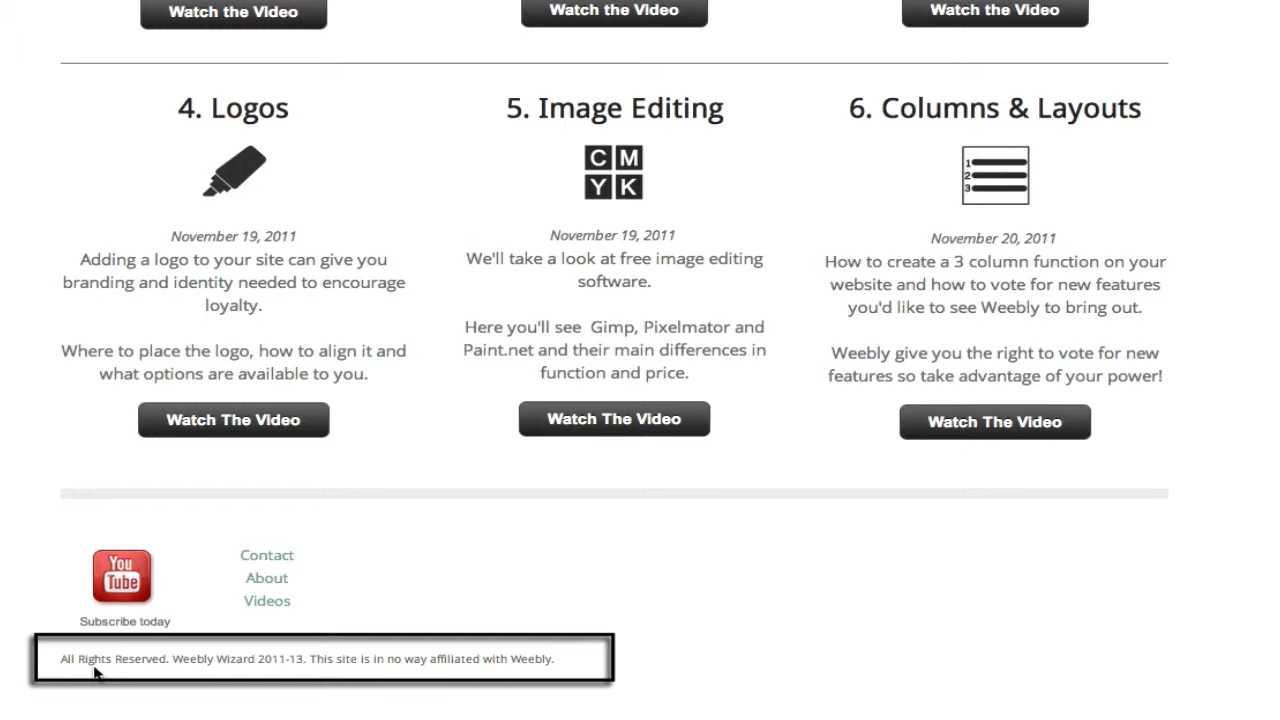 Watch the Video
Watch the Video
Watch the Video
4. Logos
November 19, 2011
Adding a logo to your site can give you
branding and identity needed to encourage
loyalty.
Where to place the logo, how to align it and
what options are available to you.
Watch The Video
5. Image Editing
C M
Y K
November 19, 2011
We'll take a look at free image editing
software.
Here you'll see  Gimp, Pixelmator and
Paint.net and their main differences in
function and price.
Watch The Video
6. Columns & Layouts
1
2
3
November 20, 2011
How to create a 3 column function on your
website and how to vote for new features
you'd like to see Weebly to bring out.
Weebly give you the right to vote for new
features so take advantage of your power!
Watch The Video
You
Tube
Subscribe today
Contact
About
Videos
All Rights Reserved. Weebly Wizard 2011-13. This site is in no way affiliated with Weebly.